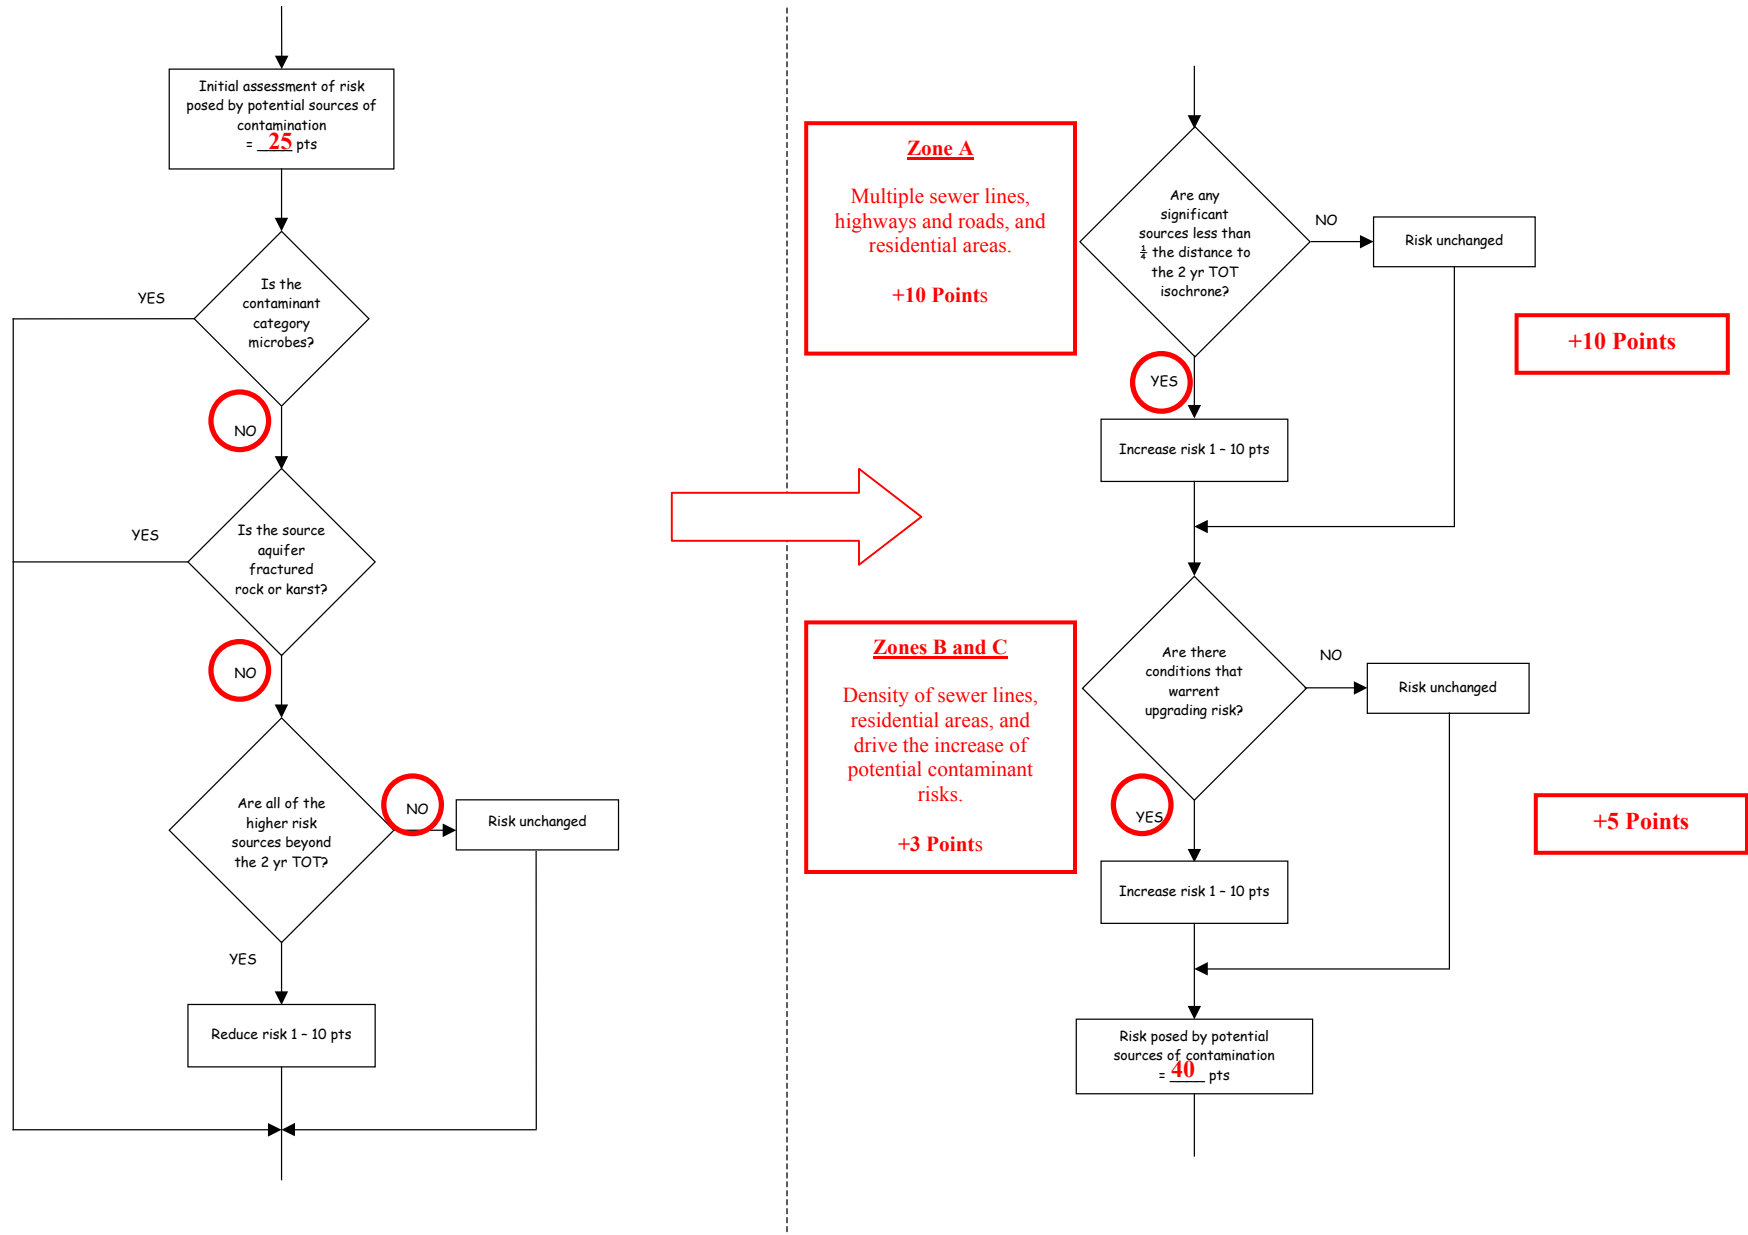 Initial assessment of risk
posed by potential sources of
contamination
= 25 pts
Is the
contaminant
category
microbes?
YES
NO
Is the source
aquifer
fractured
rock or karst?
YES
NO
Are all of the
higher risk
sources beyond
the 2 yr TOT?
NO
Risk unchanged
YES
Reduce risk 1 – 10 pts
Zone A
Multiple sewer lines,
highways and roads, and
residential areas.
+10 Points
Are any
significant
sources less than
¼ the distance to
the 2 yr TOT
isochrone?
NO
Risk unchanged
+10 Points
YES
Increase risk 1 – 10 pts
Zones B and C
Density of sewer lines,
residential areas, and
drive the increase of
potential contaminant
risks.
+3 Points
Are there
conditions that
warrent
upgrading risk?
NO
Risk unchanged
+5 Points
YES
Increase risk 1 – 10 pts
Risk posed by potential
sources of contamination
= 40 pts